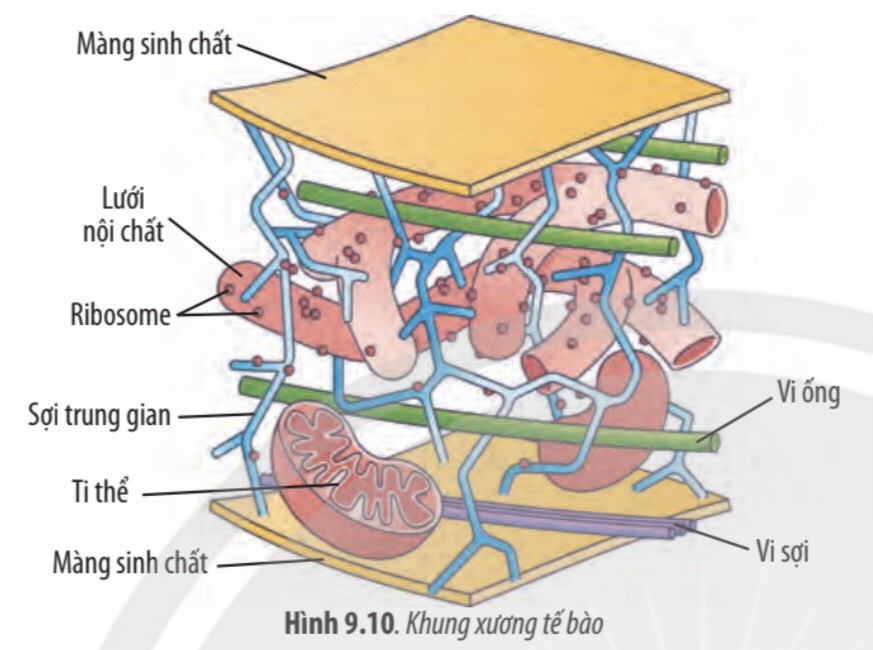 Màng sinh chất
Lưới
nội chất
Ribosome
Sợi trung gian
Ti thể
Màng sinh chất
Vi ống
Vi sợi
Hình 9.10. Khung xương tế bào